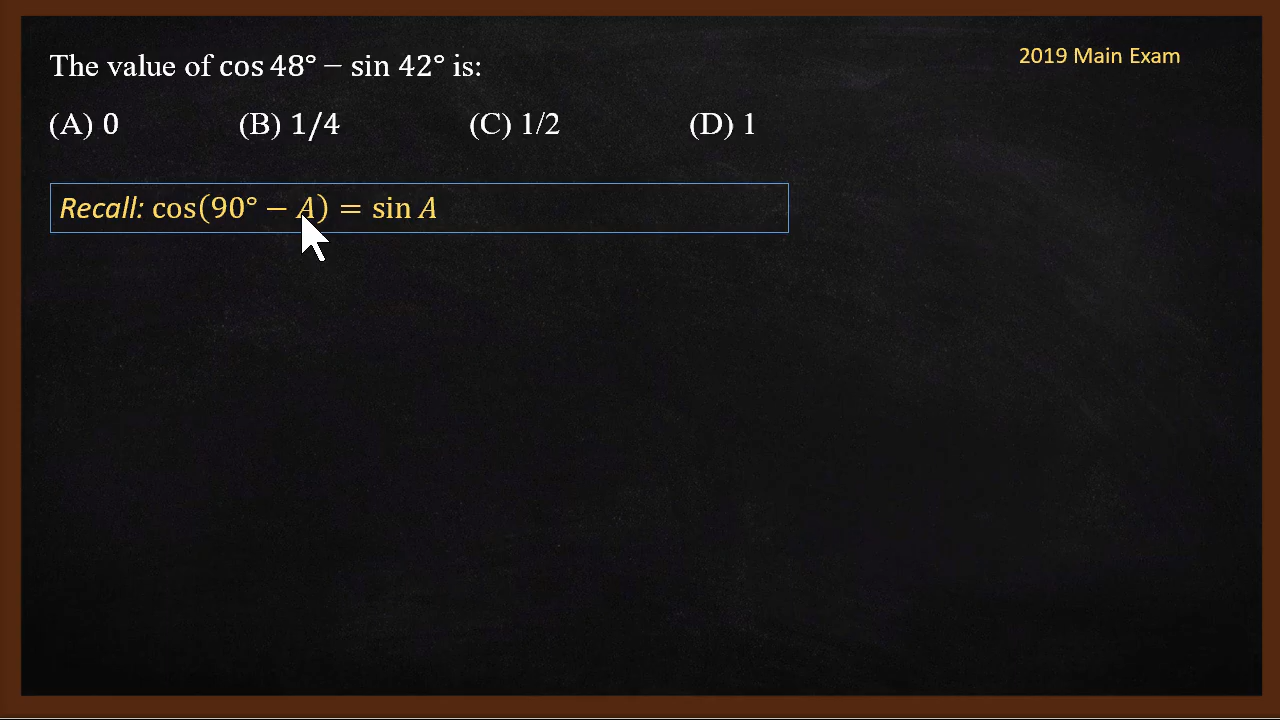 The value of cos 48° − sin 42° is:
2019 Main Exam
(A) 0 (B) 1/4 (C) 1/2 (D) 1
Recall: cos(90° − A) = sin A